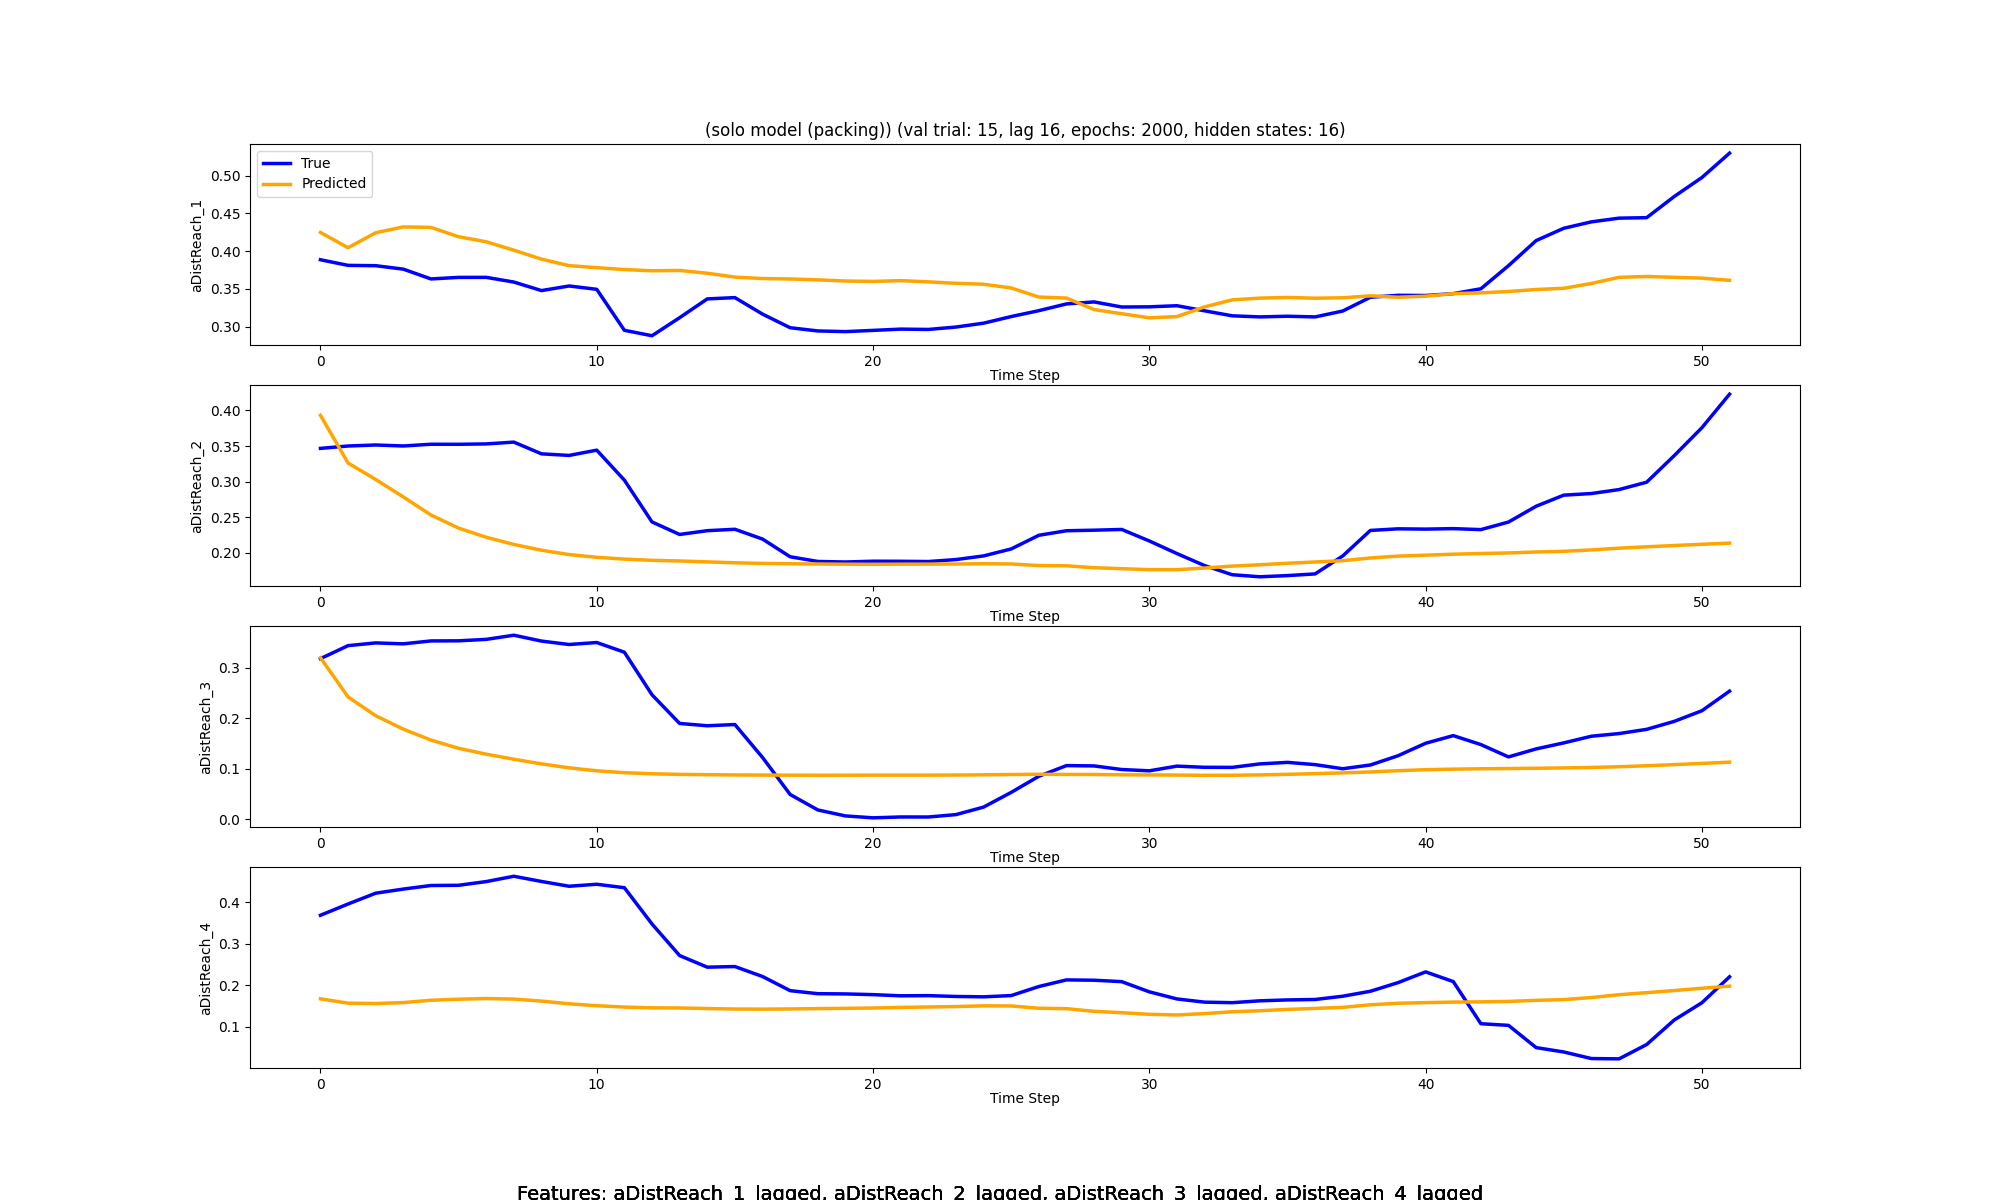 (solo model (packing)) (val trial: 15, lag 16, epochs: 2000, hidden states: 16)
True
Predicted
aDistReach_1
0.50
0.45
0.40
0.35
0.30
0 10 20 30 40 50
Time Step
aDistReach_2
0.40
0.35
0.30
0.25
0.20
0 10 20 30 40 50
Time Step
aDistReach_3
0.3
0.2
0.1
0.0
0 10 20 30 40 50
Time Step
aDistReach_4
0.4
0.3
0.2
0.1
0 10 20 30 40 50
Time Step
Features: aDistReach_1_lagged, aDistReach_2_lagged, aDistReach_3_lagged, aDistReach_4_lagged